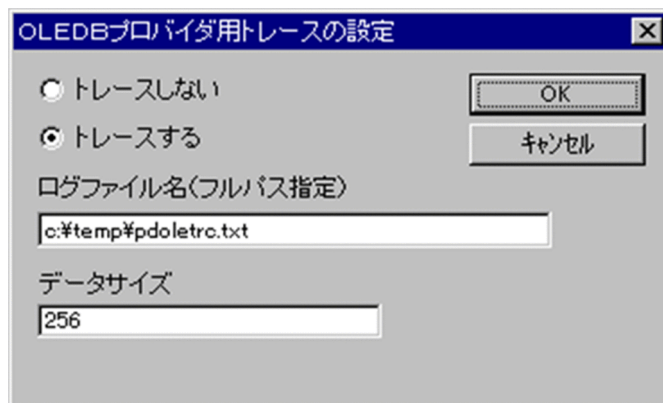 OLEDBプロバイダ用トレースの設定
トレースしない
OK
トレースする
キャンセル
ログファイル名(フルパス指定)
c:¥temp¥pdoletrc.txt
データサイズ
256